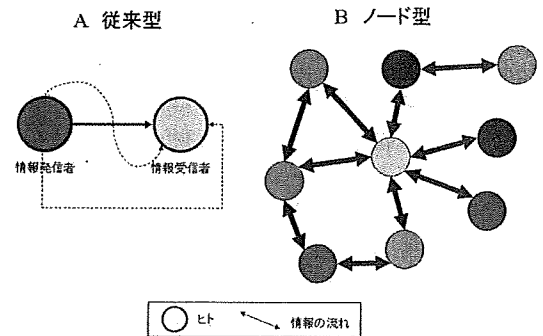 A 従来型
B ノード型
情報発信者
情報受信者
ヒト
情報の流れ